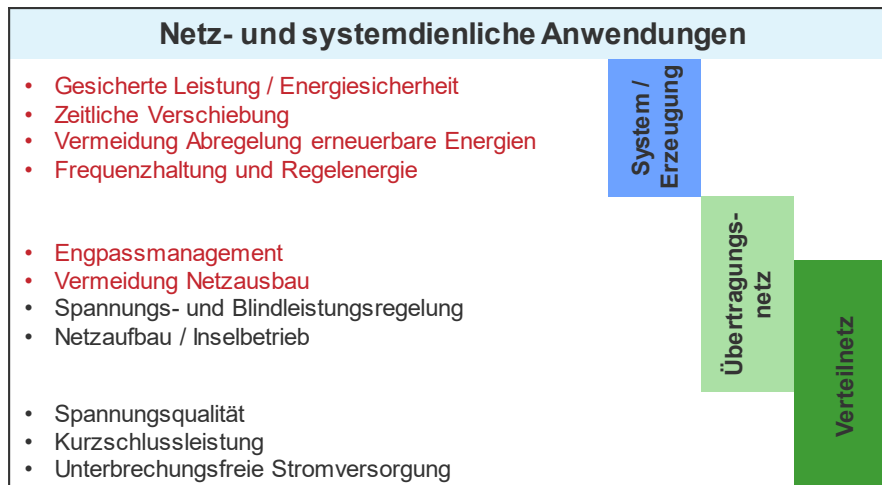 Netz- und systemdienliche Anwendungen
• Gesicherte Leistung / Energiesicherheit
• Zeitliche Verschiebung
• Vermeidung Abregelung erneuerbare Energien
• Frequenzhaltung und Regelenergie
System /
Erzeugung
• Engpassmanagement
• Vermeidung Netzausbau
• Spannungs- und Blindleistungsregelung
• Netzaufbau / Inselbetrieb
Übertragungs-
netz
• Spannungsqualität
• Kurzschlussleistung
• Unterbrechungsfreie Stromversorgung
Verteilnetz